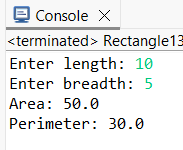 Console
<terminated> Rectangle13
Enter length: 10
Enter breadth: 5
Area: 50.0
Perimeter: 30.0